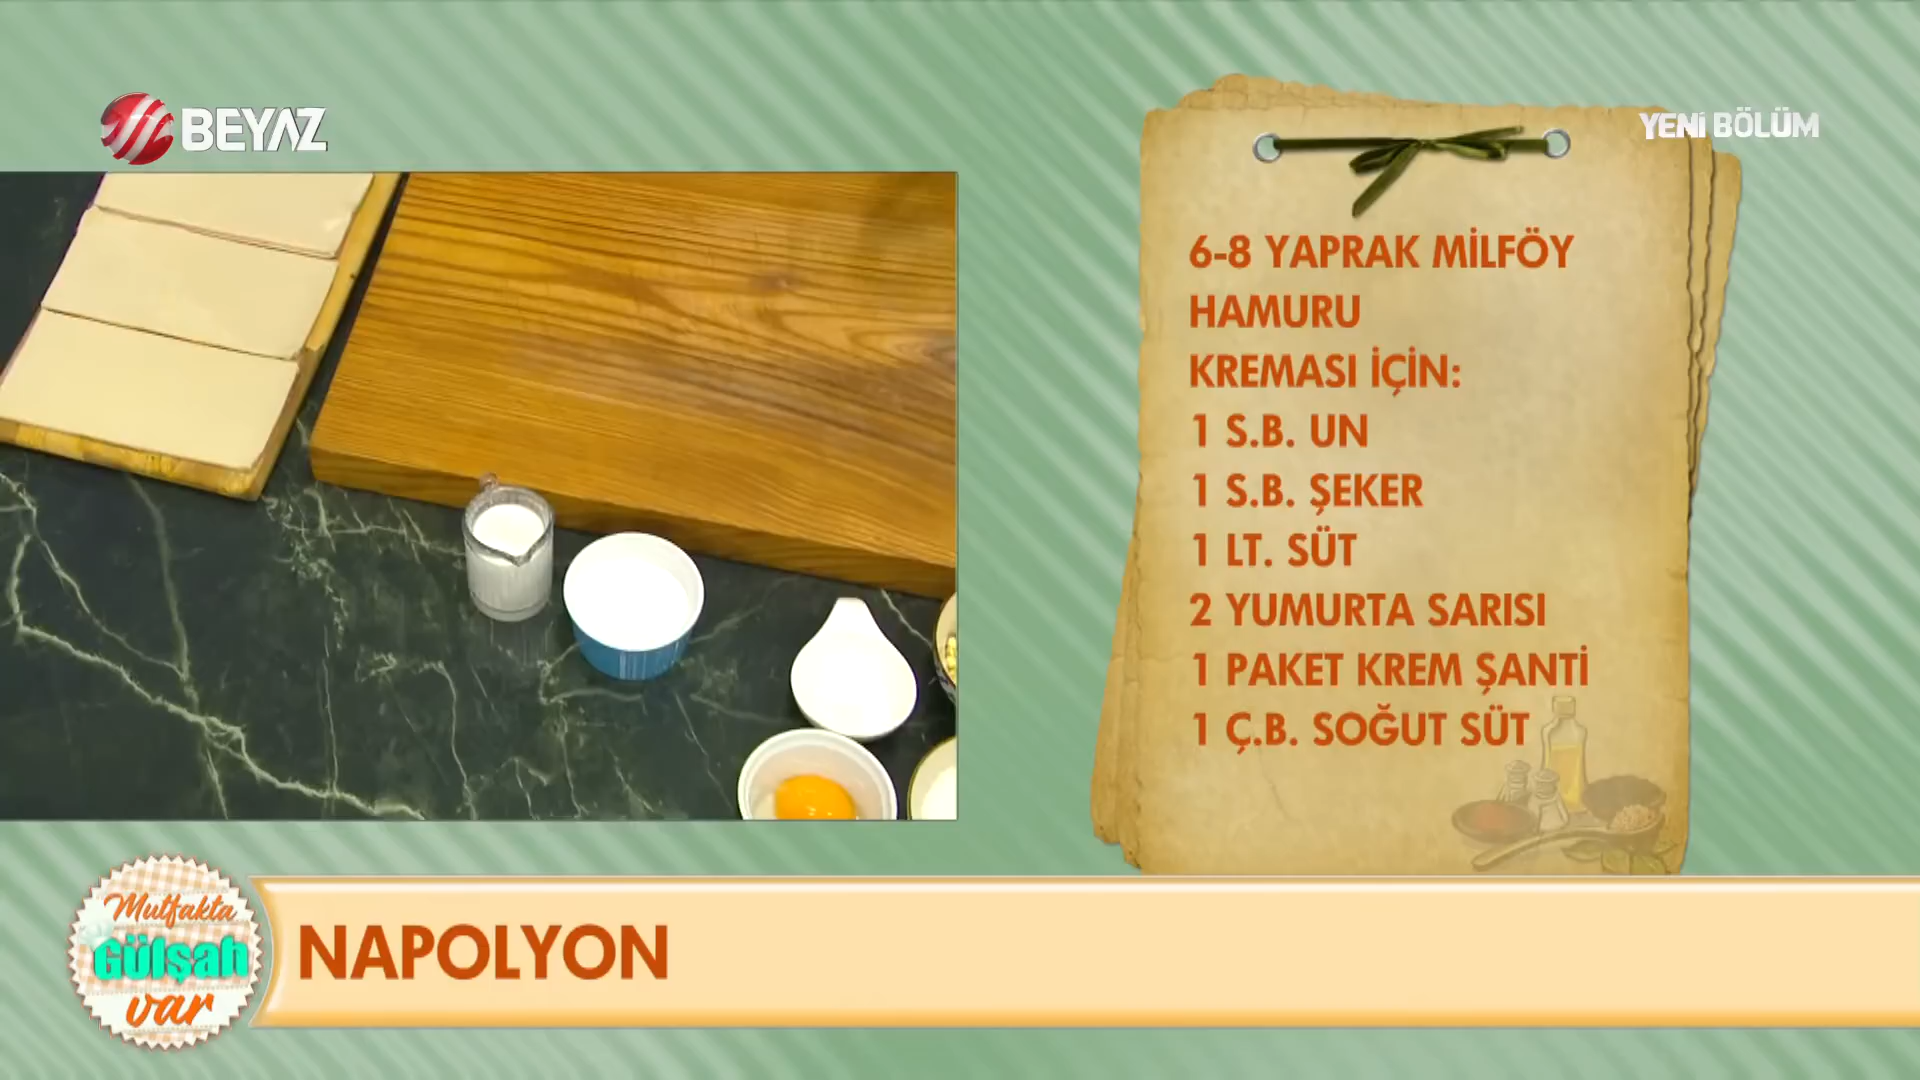 BEYAZ
YENİ BÖLÜM
6-8 YAPRAK MİLFÖY
HAMURU
KREMASI İÇİN:
1 S.B. UN
1 S.B. ŞEKER
1 LT. SÜT
2 YUMURTA SARISI
1 PAKET KREM ŞANTİ
1 Ç.B. SOĞUT SÜT
Mutfakta
Gülşah
var
NAPOLYON